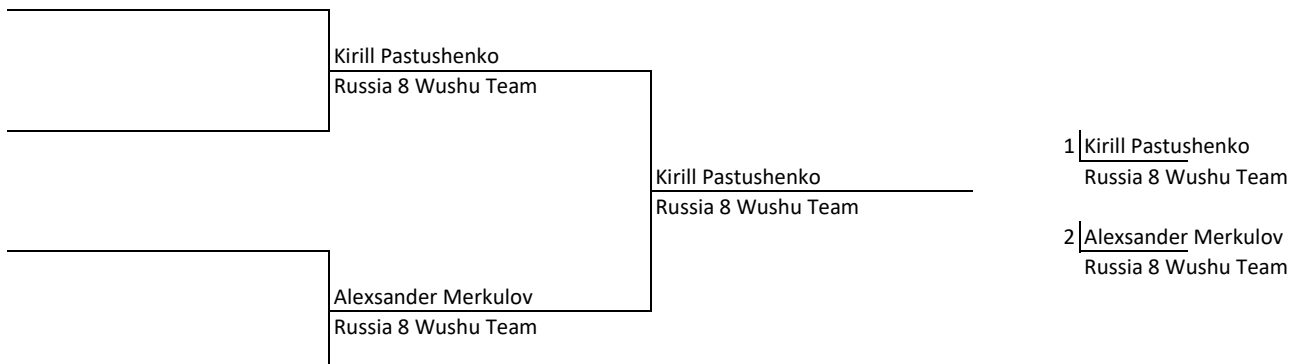 Kirill Pastushenko
Russia 8 Wushu Team
1 Kirill Pastushenko
Kirill Pastushenko
Russia 8 Wushu Team
Russia 8 Wushu Team
2 Alexsander Merkulov
Russia 8 Wushu Team
Alexsander Merkulov
Russia 8 Wushu Team